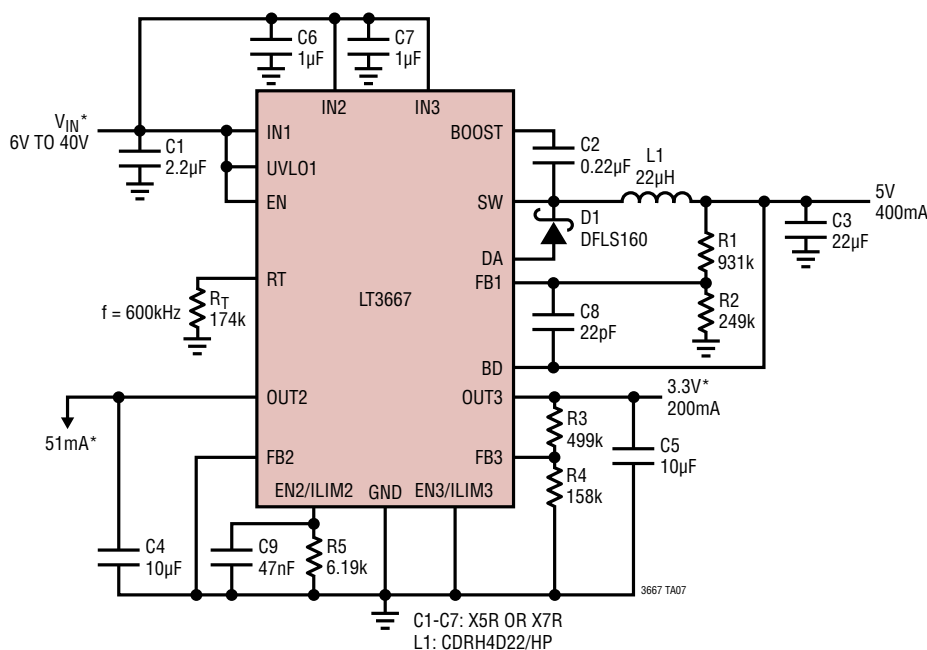 C6
1µF
C7
1µF
IN2
IN3
VIN*
6V TO 40V
C1
2.2µF
IN1
UVLO1
EN
BOOST
C2
0.22µF
L1
22µH
SW
D1
DFLS160
DA
5V
400mA
C3
22µF
R1
931k
FB1
R2
249k
C8
22pF
BD
RT
f = 600kHz
RT
174k
LT3667
OUT2
51mA*
OUT3
3.3V*
200mA
R3
499k
C5
10µF
FB2
FB3
R4
158k
EN2/ILIM2
GND
EN3/ILIM3
C4
10µF
C9
47nF
R5
6.19k
3667 TA07
C1-C7: X5R OR X7R
L1: CDRH4D22/HP